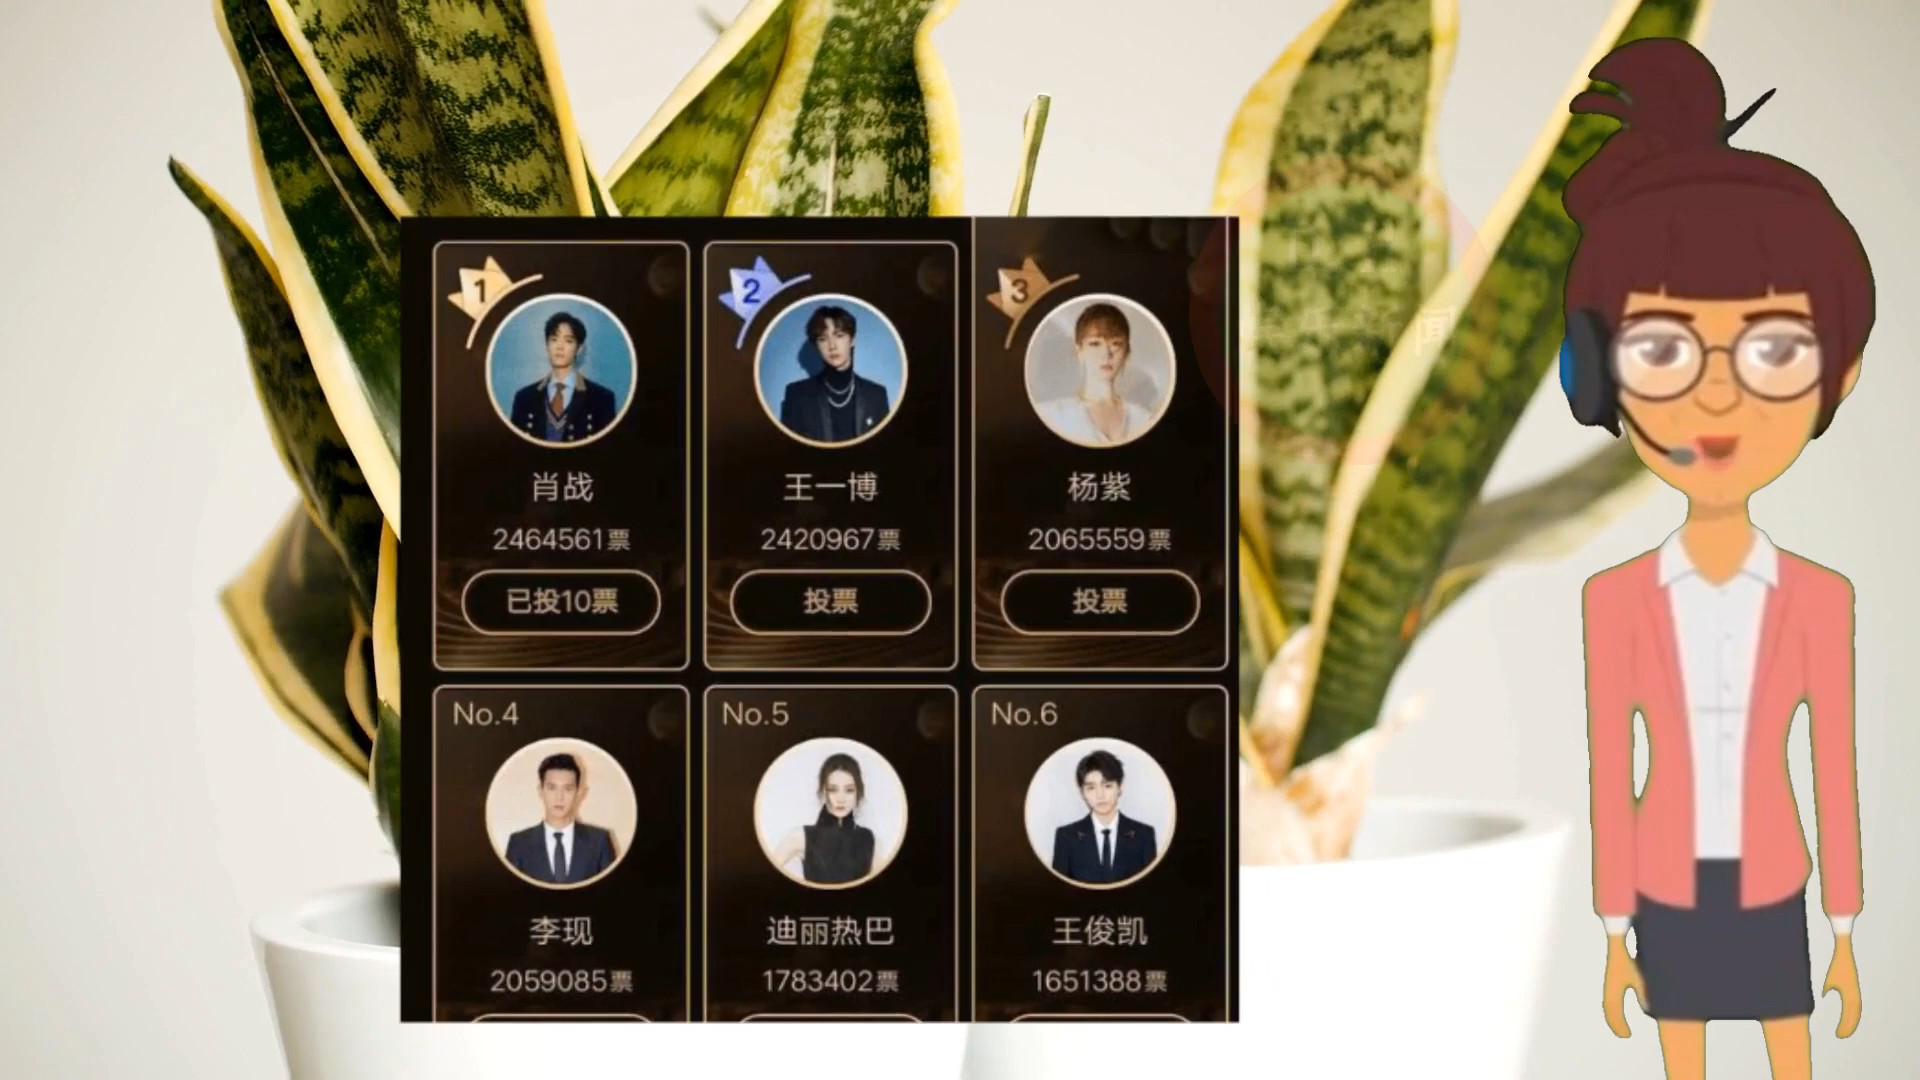 1
2
3
肖战
王一博
杨紫
2464561票
2420967票
2065559票
已投10票
投票
投票
No.4
No.5
No.6
李现
迪丽热巴
王俊凯
2059085票
1783402票
1651388票